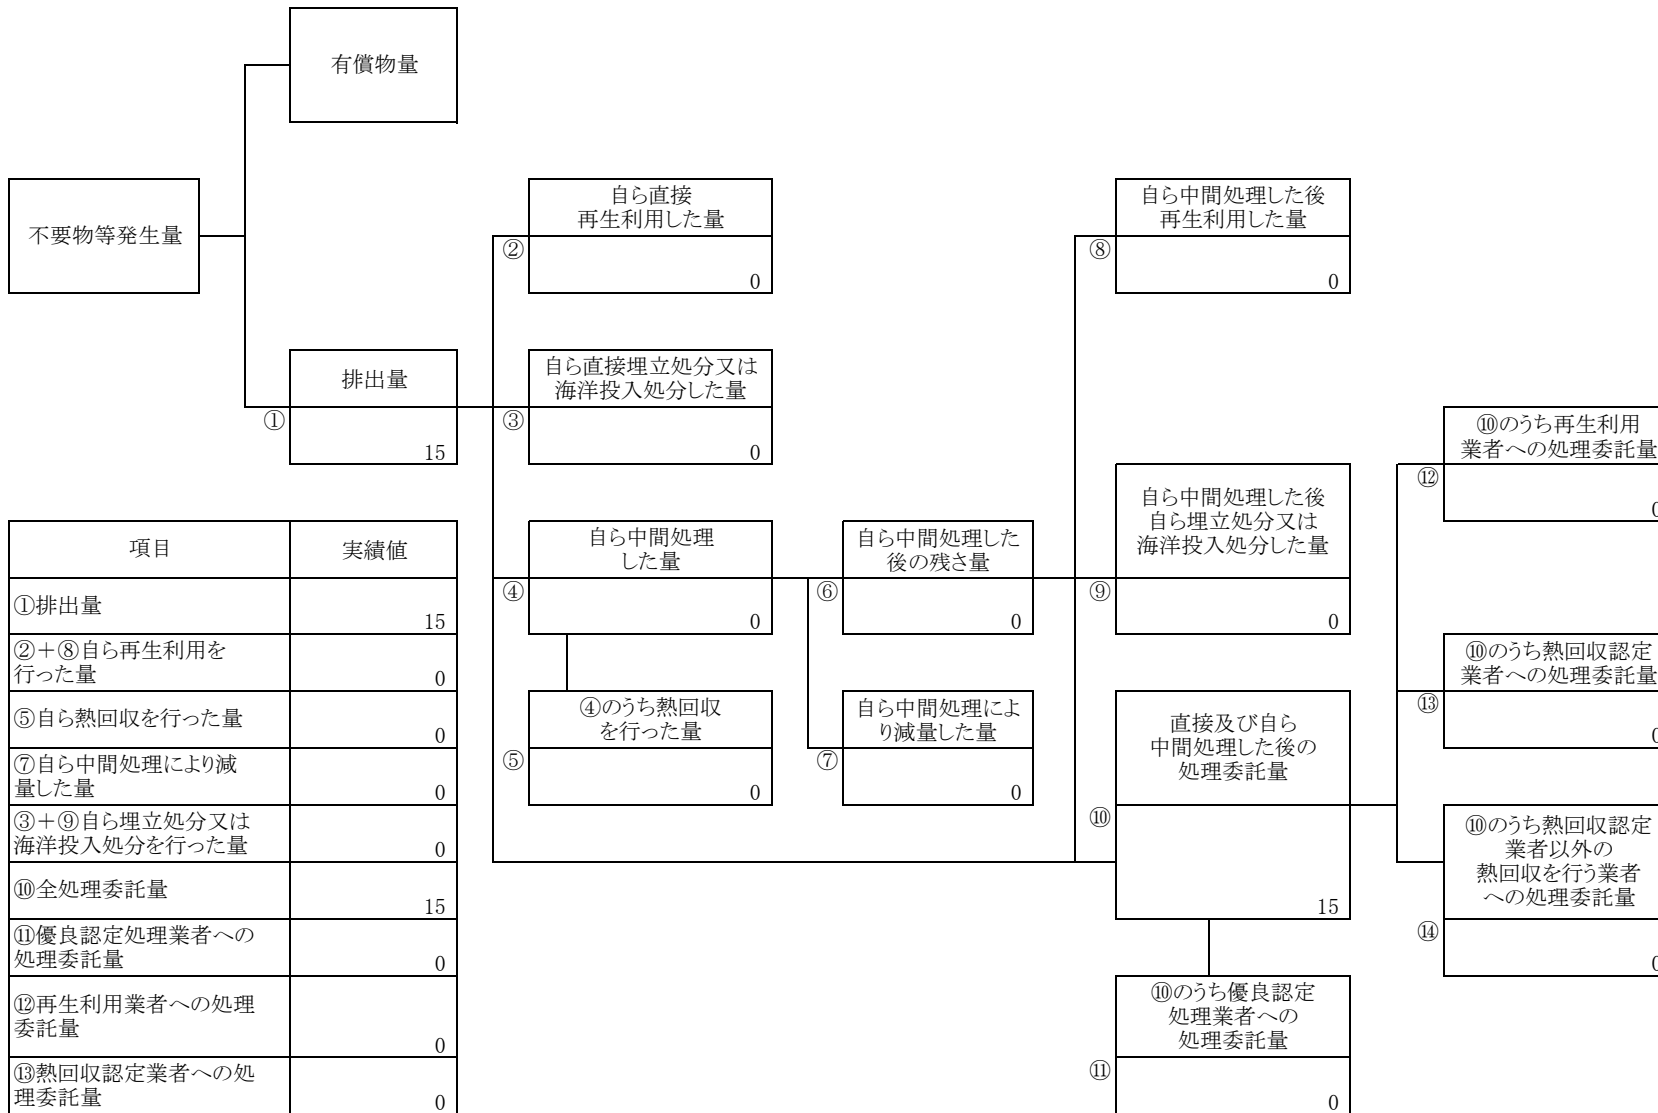 有償物量
不要物等発生量
自ら直接
再生利用した量
②
0
自ら中間処理した後
再生利用した量
⑧
0
排出量
①
15
自ら直接埋立処分又は
海洋投入処分した量
③
0
⑩のうち再生利用
業者への処理委託量
⑫
0
自ら中間処理した後
自ら埋立処分又は
海洋投入処分した量
⑨
0
自ら中間処理
した量
④
0
自ら中間処理した
後の残さ量
⑥
0
⑩のうち熱回収認定
業者への処理委託量
⑬
0
④のうち熱回収
を行った量
⑤
0
自ら中間処理によ
り減量した量
⑦
0
直接及び自ら
中間処理した後の
処理委託量
⑩
15
⑩のうち熱回収認定
業者以外の
熱回収を行う業者
への処理委託量
⑭
0
⑩のうち優良認定
処理業者への
処理委託量
⑪
0
項目 実績値
①排出量 15
②+⑧自ら再生利用を
行った量 0
⑤自ら熱回収を行った量 0
⑦自ら中間処理により減
量した量 0
③+⑨自ら埋立処分又は
海洋投入処分を行った量 0
⑩全処理委託量 15
⑪優良認定処理業者への
処理委託量 0
⑫再生利用業者への処理
委託量 0
⑬熱回収認定業者への処
理委託量 0